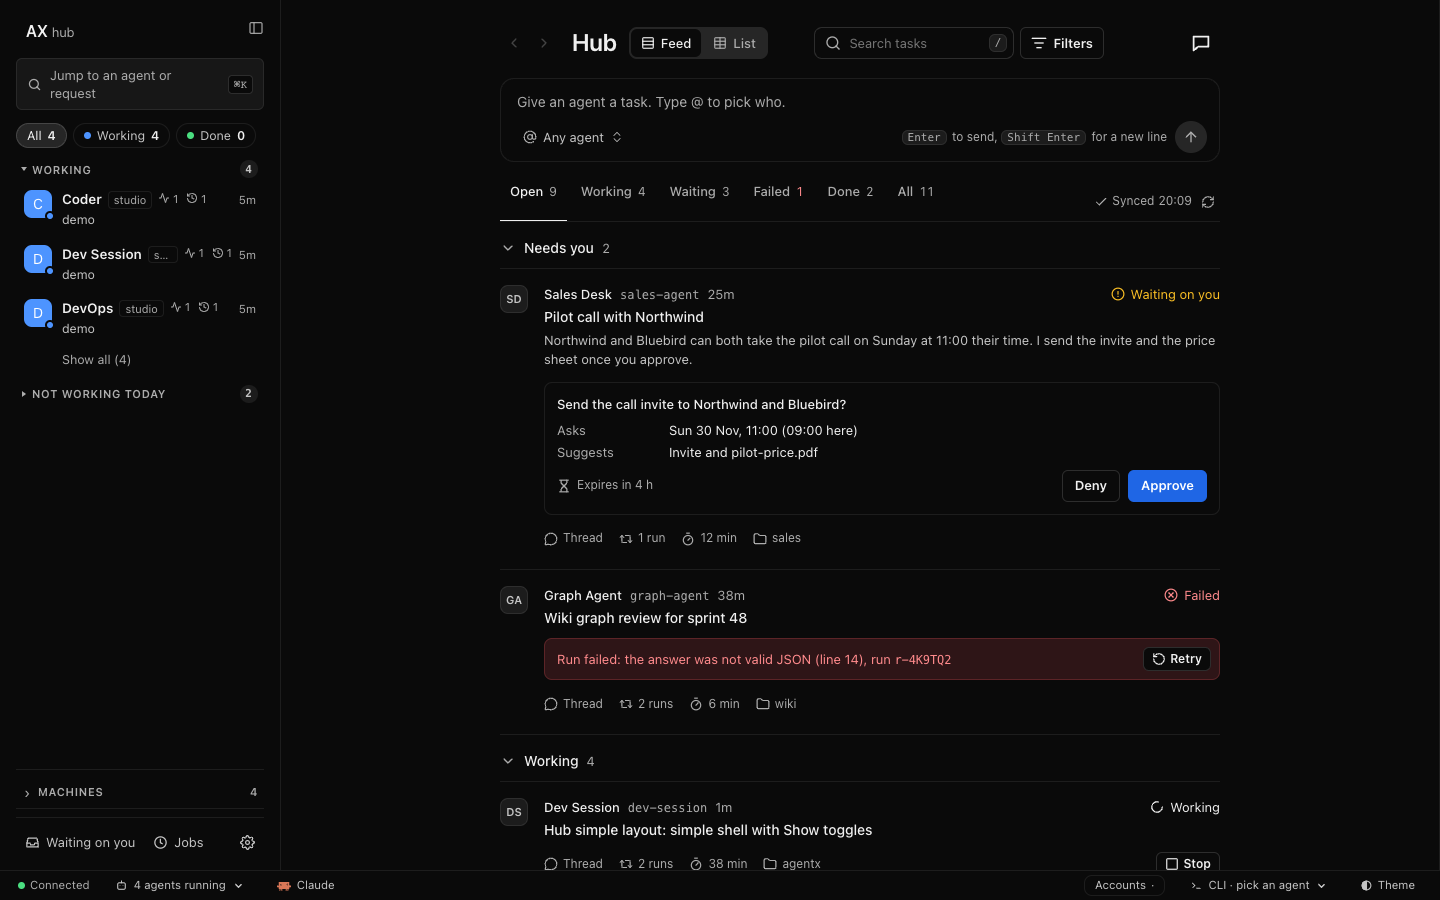 AX hub
Jump to an agent or request
⌘K
All 4
Working 4
Done 0
WORKING 4
Coder studio 1 1 5m
demo
Dev Session s... 1 1 5m
demo
DevOps studio 1 1 5m
demo
Show all (4)
NOT WORKING TODAY 2
MACHINES 4
Waiting on you
Jobs
Hub
Feed
List
Search tasks /
Filters
Give an agent a task. Type @ to pick who.
@ Any agent
Enter to send, Shift Enter for a new line
Open 9
Working 4
Waiting 3
Failed 1
Done 2
All 11
Synced 20:09
Needs you 2
SD
Sales Desk sales-agent 25m
Waiting on you
Pilot call with Northwind
Northwind and Bluebird can both take the pilot call on Sunday at 11:00 their time. I send the invite and the price
sheet once you approve.
Send the call invite to Northwind and Bluebird?
Asks Sun 30 Nov, 11:00 (09:00 here)
Suggests Invite and pilot-price.pdf
Expires in 4 h
Deny
Approve
Thread 1 run 12 min sales
GA
Graph Agent graph-agent 38m
Failed
Wiki graph review for sprint 48
Run failed: the answer was not valid JSON (line 14), run r-4K9TQ2
Retry
Thread 2 runs 6 min wiki
Working 4
DS
Dev Session dev-session 1m
Working
Hub simple layout: simple shell with Show toggles
Thread 2 runs 38 min agentx
Stop
Connected
4 agents running
Claude
Accounts ·
CLI · pick an agent
Theme